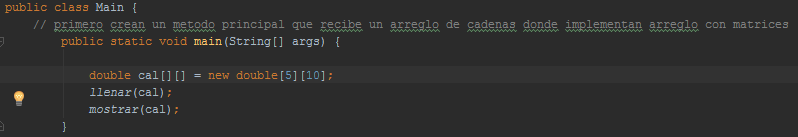 public class Main {
// primero crean un metodo principal que recibe un arreglo de cadenas donde implementan arreglo con matrices
public static void main(String[] args) {
double cal[][] = new double[5][10];
llenar(cal);
mostrar(cal);
}